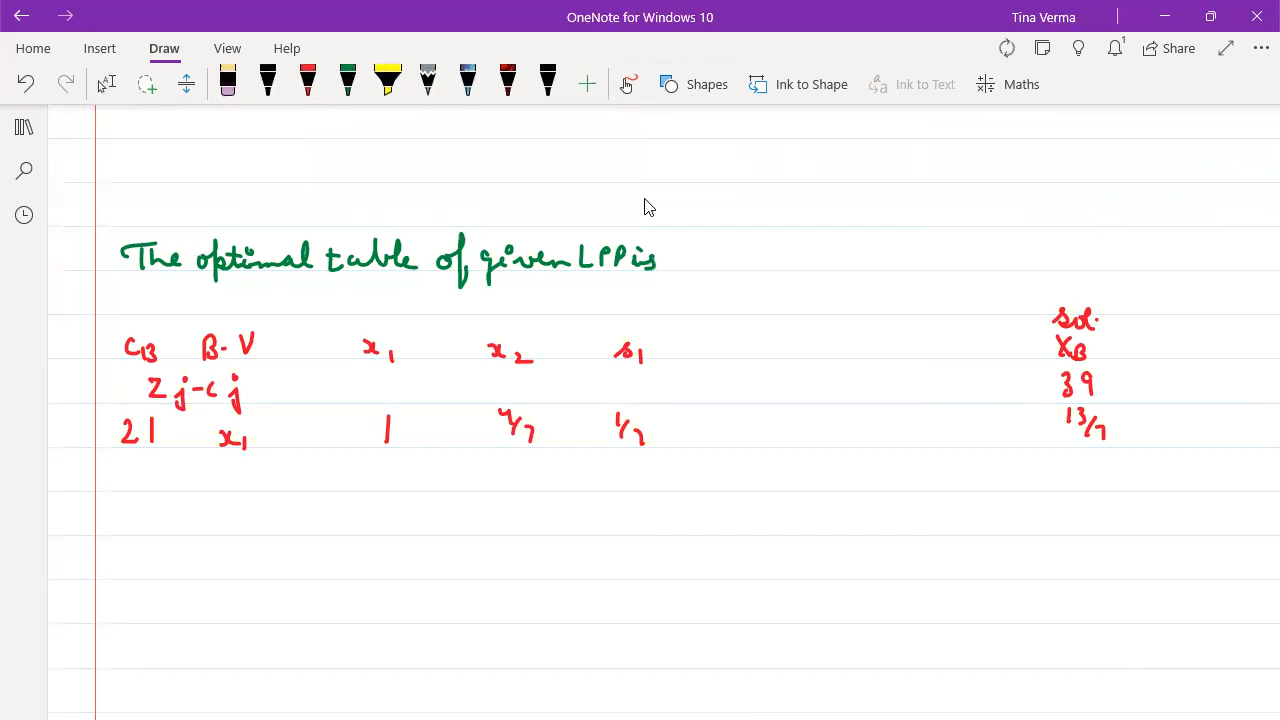 OneNote for Windows 10
Tina Verma
Home Insert Draw View Help
1 Share
Shapes Ink to Shape Ink to Text Maths
The optimal table of given LPP is
Sol.
CB B.V x1 x2 s1 XB
Zj-cj 39
21 x1 1 4/7 1/7 13/7